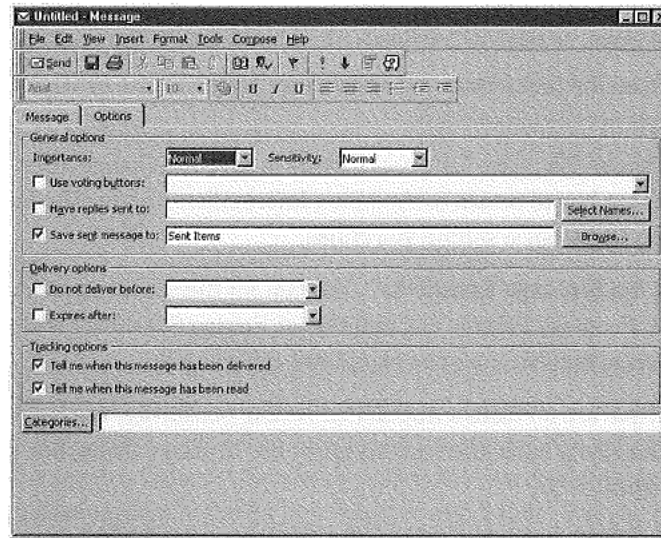 Untitled - Message
File Edit View Insert Format Tools Compose Help
Send
Arial 10 B I U
Message Options
General options
Importance: Normal Sensitivity: Normal
Use voting buttons:
Have replies sent to: Select Names...
Save sent message to: Sent Items Browse...
Delivery options
Do not deliver before:
Expires after:
Tracking options
Tell me when this message has been delivered
Tell me when this message has been read
Categories...